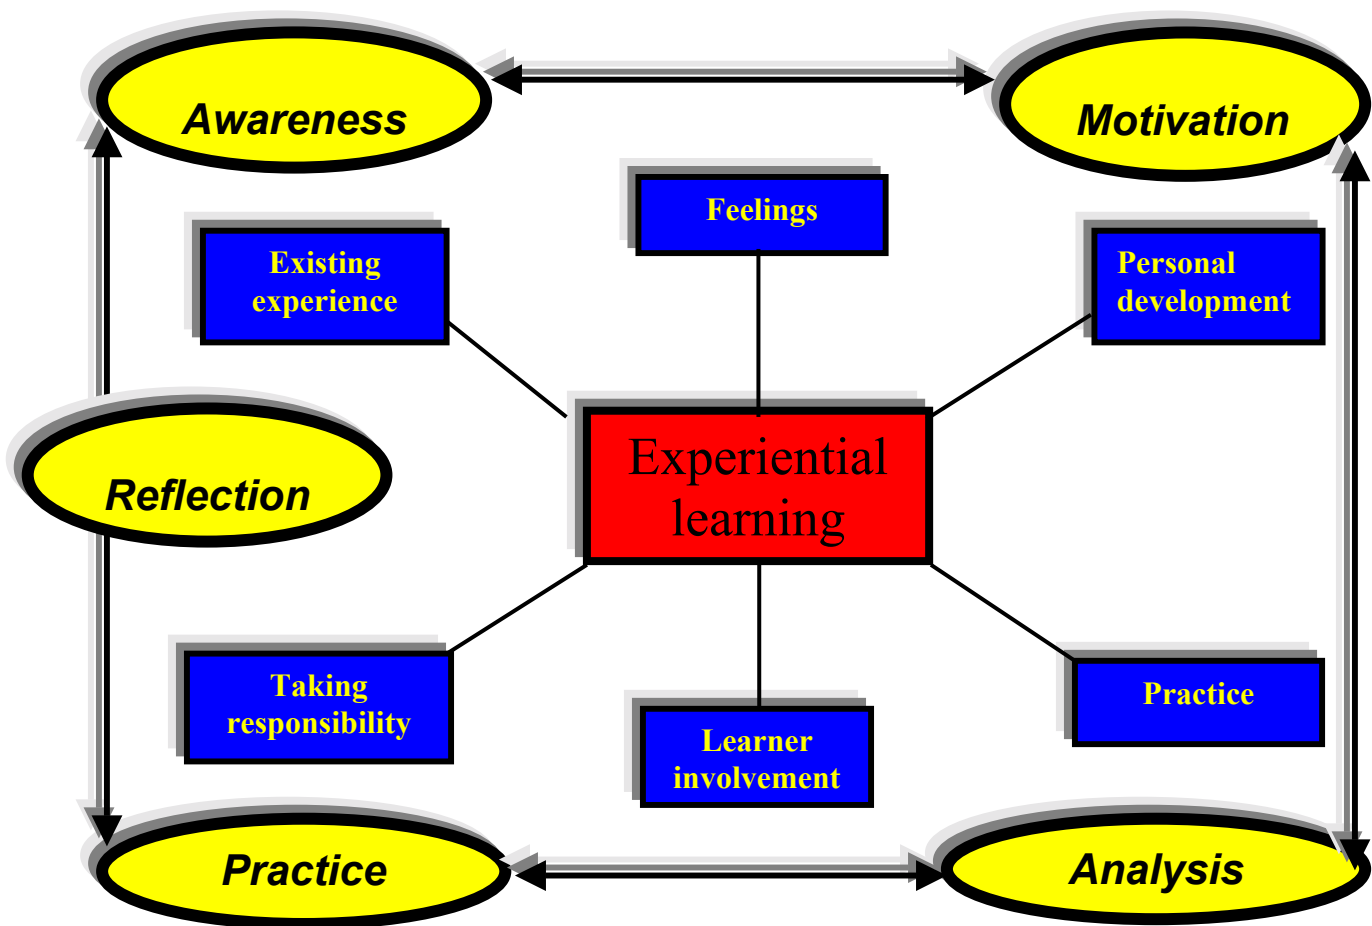 Awareness
Motivation
Feelings
Existing
experience
Personal
development
Experiential
learning
Reflection
Taking
responsibility
Learner
involvement
Practice
Practice
Analysis